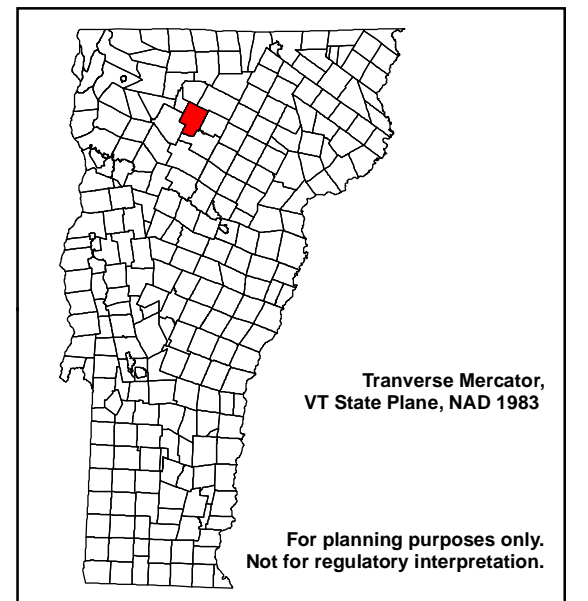 Tranverse Mercator,
VT State Plane, NAD 1983
For planning purposes only.
Not for regulatory interpretation.